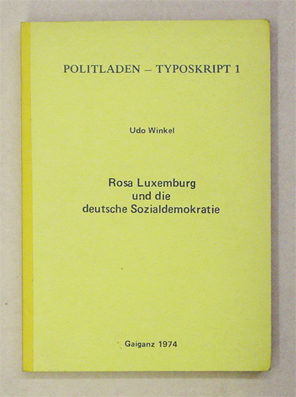 POLITLADEN – TYPOSKRIPT 1
Udo Winkel
Rosa Luxemburg
und die
deutsche Sozialdemokratie
Gaiganz 1974